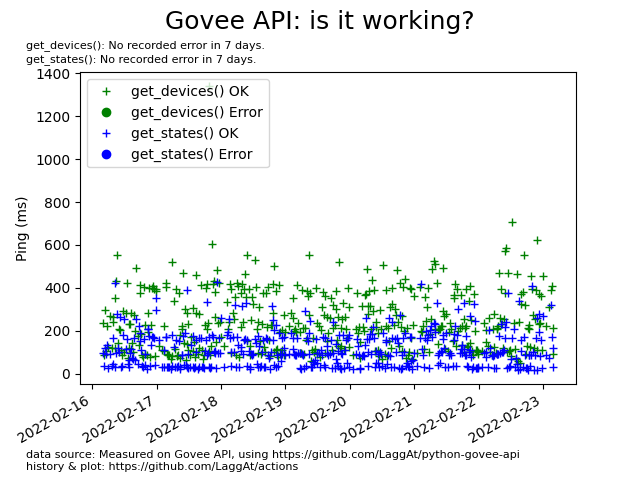 Govee API: is it working?
get_devices(): No recorded error in 7 days.
get_states(): No recorded error in 7 days.
get_devices() OK
get_devices() Error
get_states() OK
get_states() Error
Ping (ms)
1400
1200
1000
800
600
400
200
0
2022-02-16
2022-02-17
2022-02-18
2022-02-19
2022-02-20
2022-02-21
2022-02-22
2022-02-23
data source: Measured on Govee API, using https://github.com/LaggAt/python-govee-api
history & plot: https://github.com/LaggAt/actions